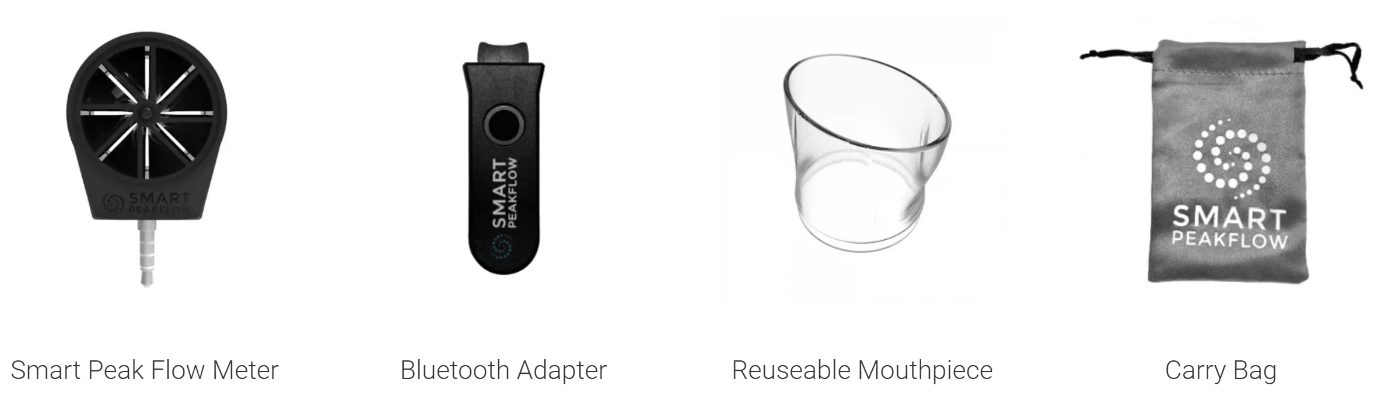 SMART
PEAKFLOW
SMART
PEAKFLOW
SMART
PEAKFLOW
Smart Peak Flow Meter
Bluetooth Adapter
Reuseable Mouthpiece
Carry Bag